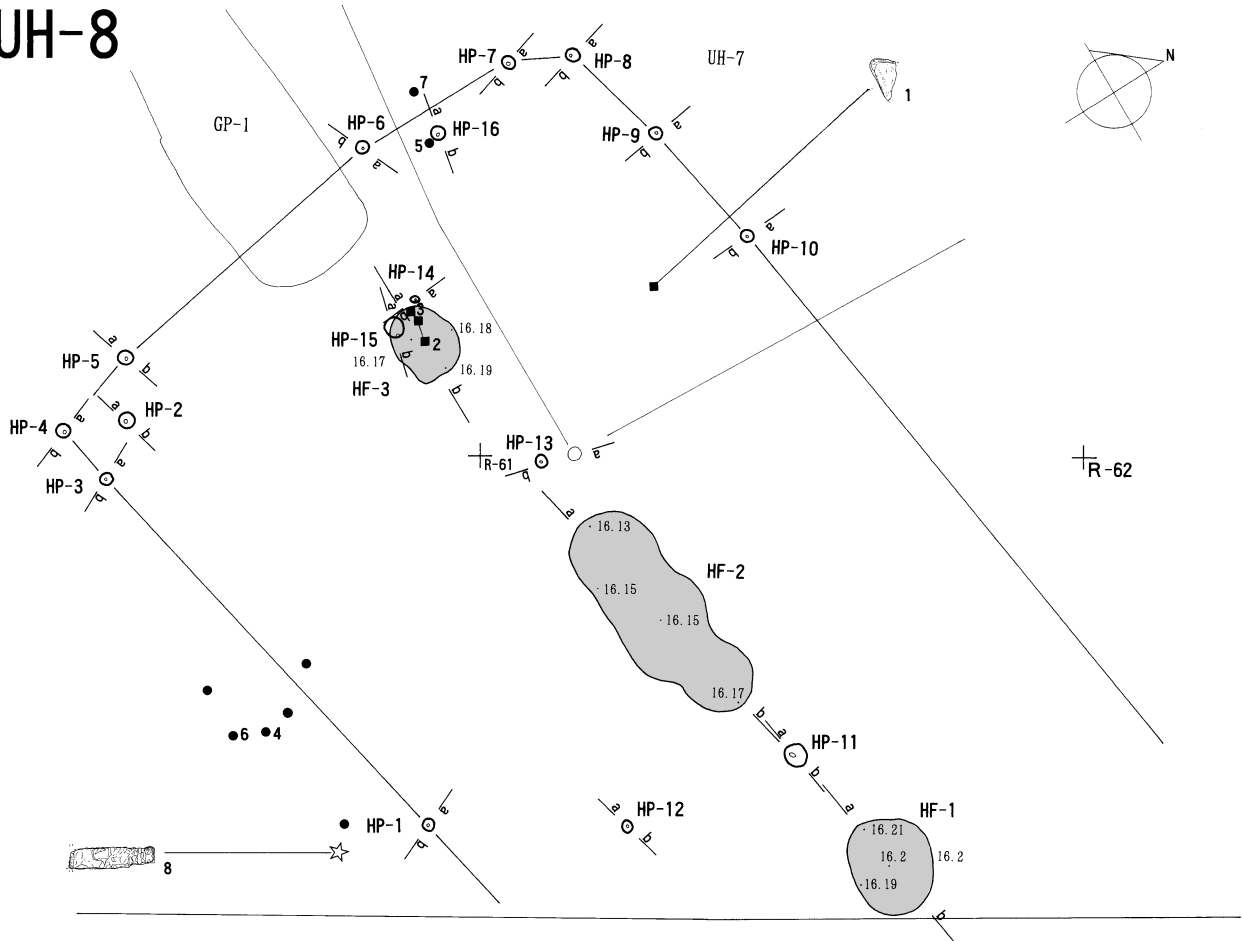 UH-8
HP-7
HP-8
UH-7
N
7
1
GP-1
HP-6
HP-16
5
HP-9
HP-10
HP-14
3
HP-15
16.18
2
16.17
16.19
HF-3
HP-5
HP-2
HP-4
HP-3
HP-13
R-61
R-62
16.13
HF-2
16.15
16.15
16.17
6
4
HP-11
HP-1
HP-12
HF-1
16.21
16.2
16.2
16.19
8
a
b
a
b
a
b
a
b
a
b
a
b
a
b
a
a
a
b
b
b
a
b
a
b
a
b
a
b
a
b
a
b
a
b
a
b
a
b
a
b